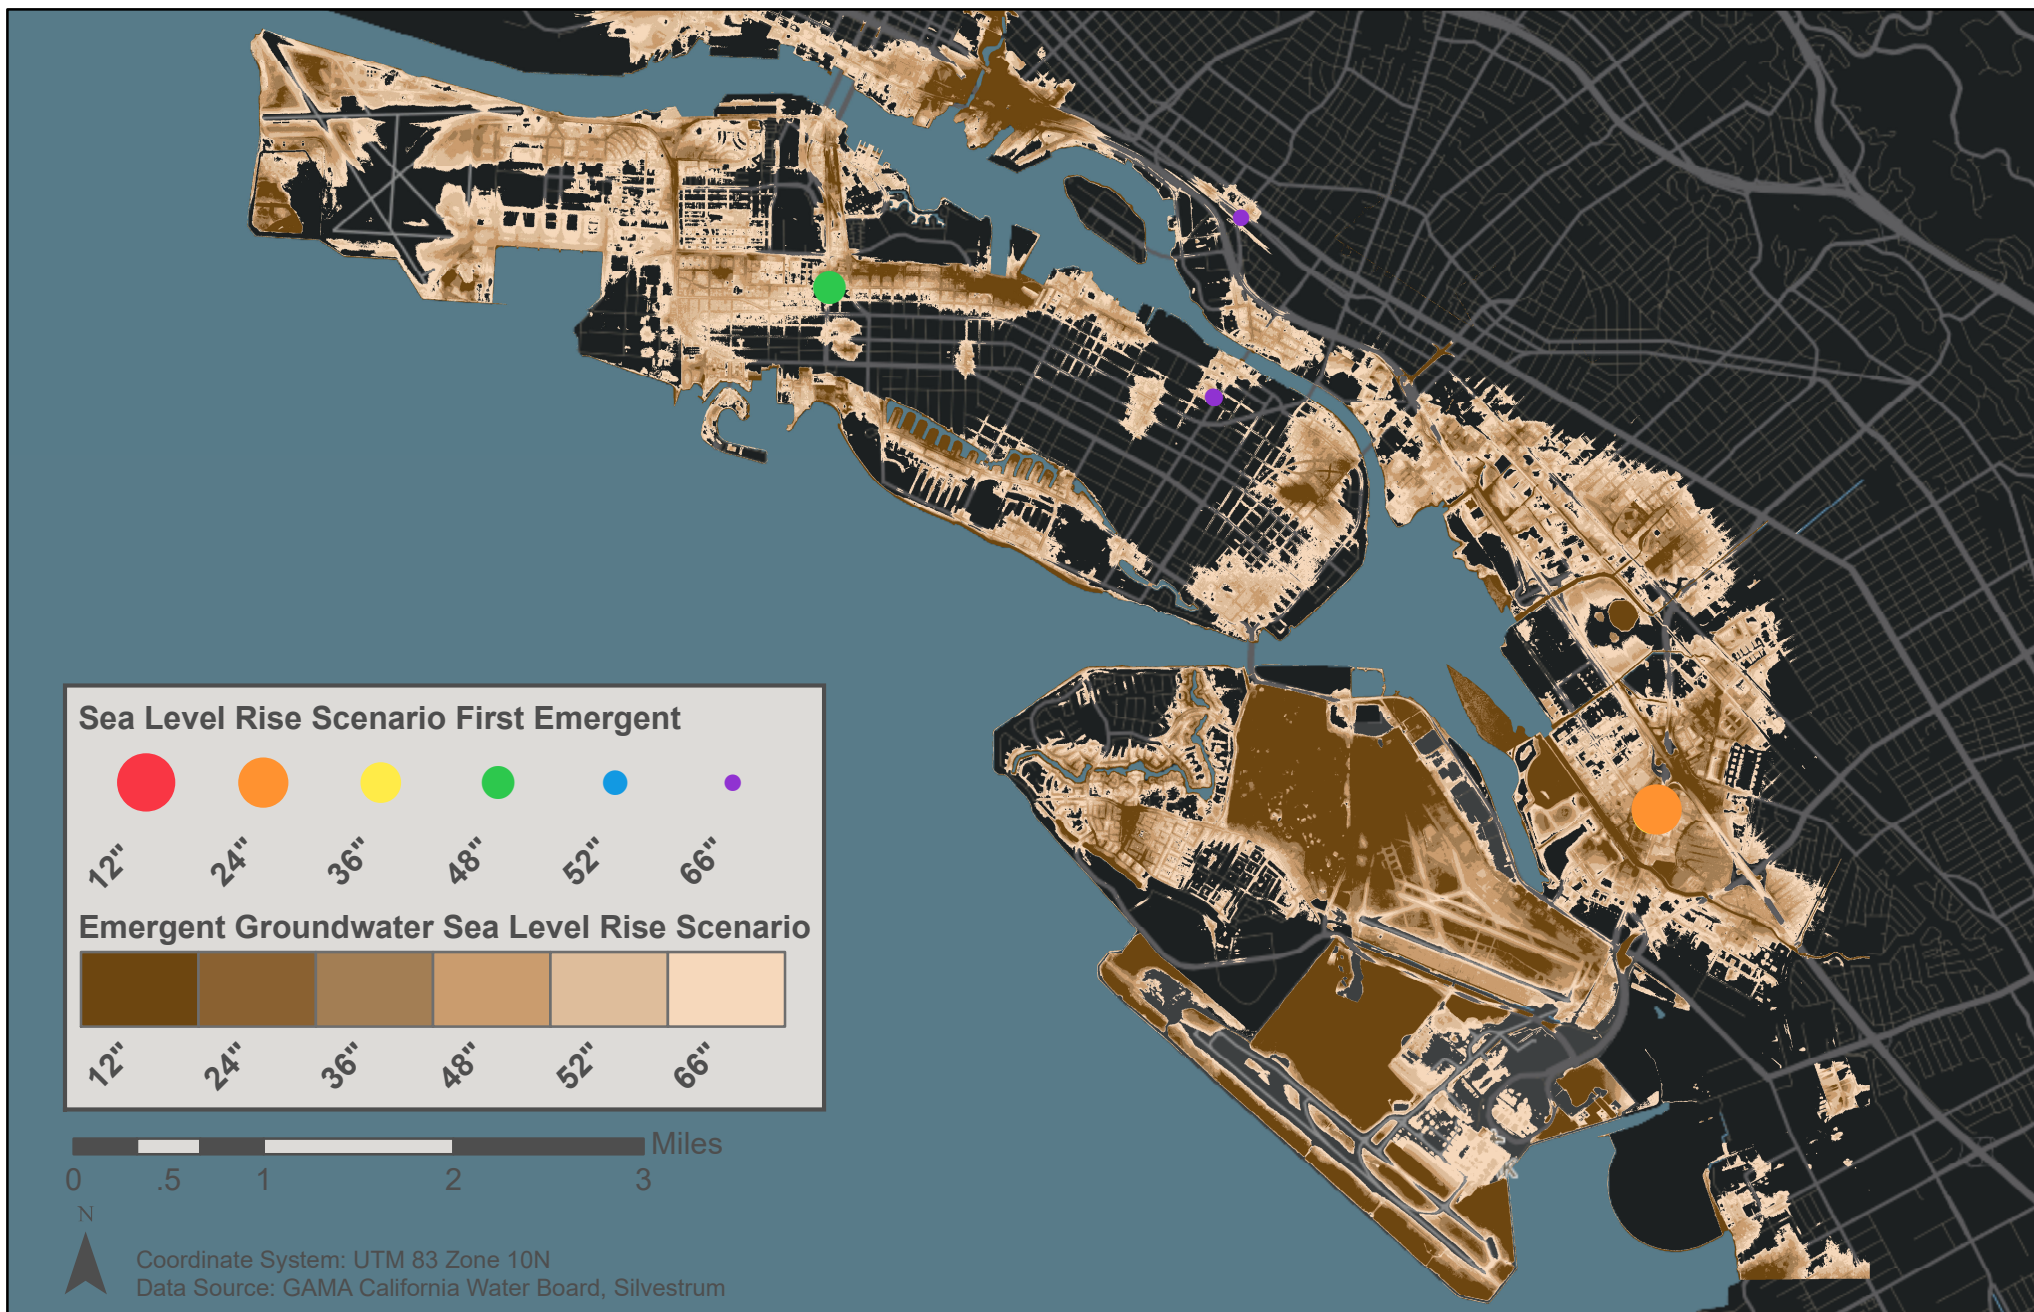 Sea Level Rise Scenario First Emergent
12" 24" 36" 48" 52" 66"
Emergent Groundwater Sea Level Rise Scenario
12" 24" 36" 48" 52" 66"
Miles
0 .5 1 2 3
N
Coordinate System: UTM 83 Zone 10N
Data Source: GAMA California Water Board, Silvestrum